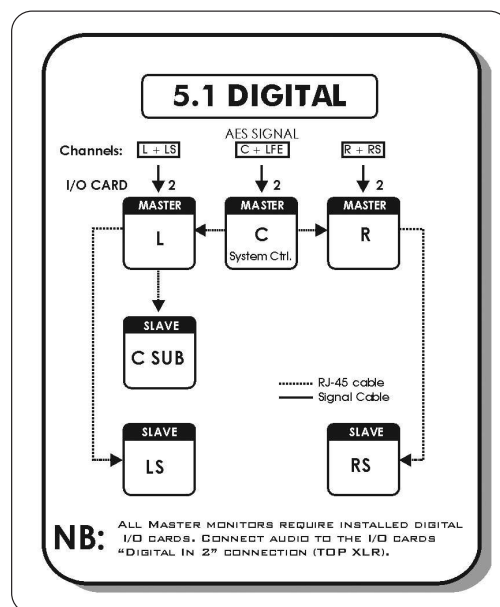 5.1 DIGITAL
AES SIGNAL
Channels: L + LS C + LFE R + RS
I/O CARD 2 2 2
MASTER MASTER MASTER
L C R
System Ctrl.
SLAVE
C SUB
RJ-45 cable
Signal Cable
SLAVE SLAVE
LS RS
NB: ALL MASTER MONITORS REQUIRE INSTALLED DIGITAL
I/O CARDS. CONNECT AUDIO TO THE I/O CARDS
"DIGITAL IN 2" CONNECTION (TOP XLR).